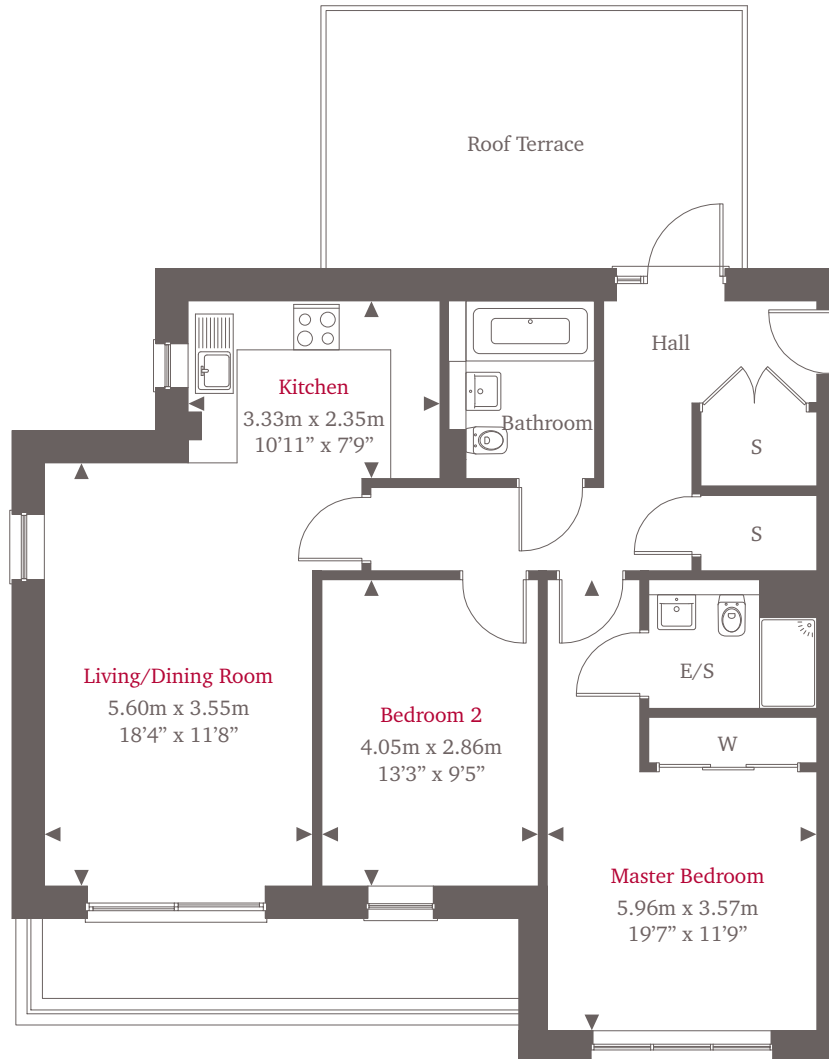 Roof Terrace
Hall
Kitchen
3.33m x 2.35m
10’11” x 7’9”
Bathroom
S
S
Living/Dining Room
5.60m x 3.55m
18’4” x 11’8”
Bedroom 2
4.05m x 2.86m
13’3” x 9’5”
E/S
W
Master Bedroom
5.96m x 3.57m
19’7” x 11’9”